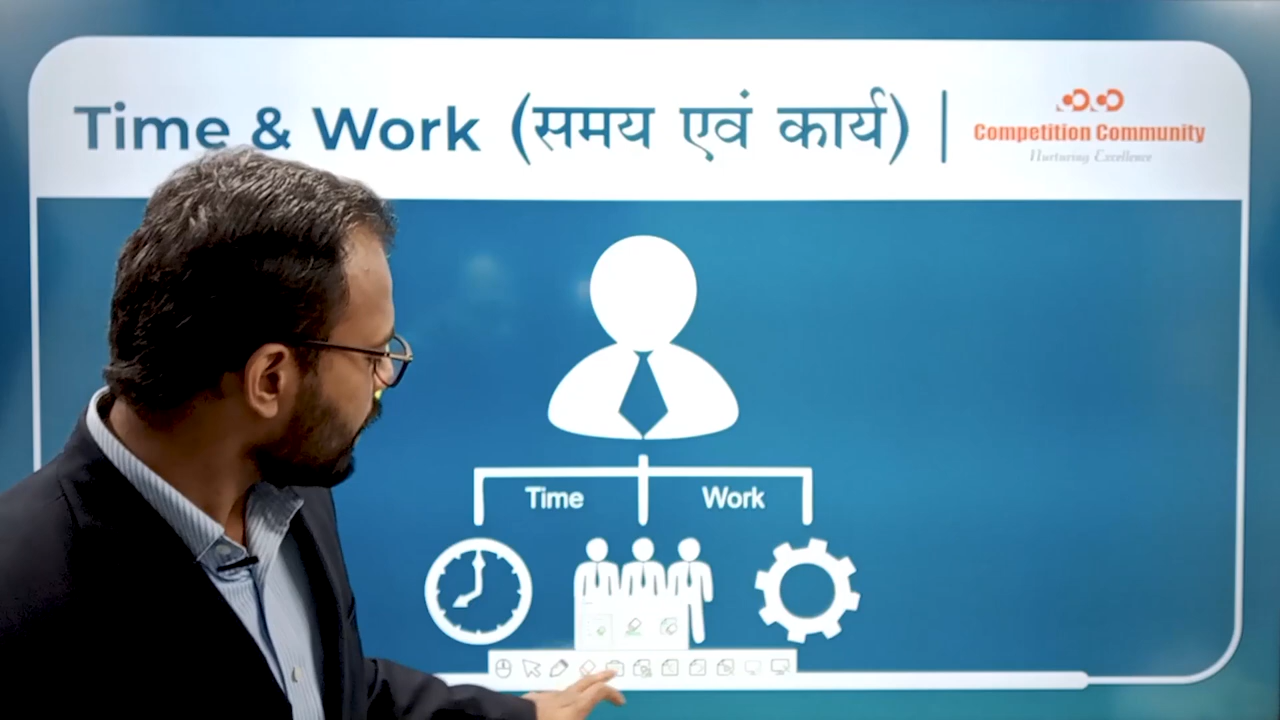 Time & Work (समय एवं कार्य)
Competition Community
Nurturing Excellence
Time
Work